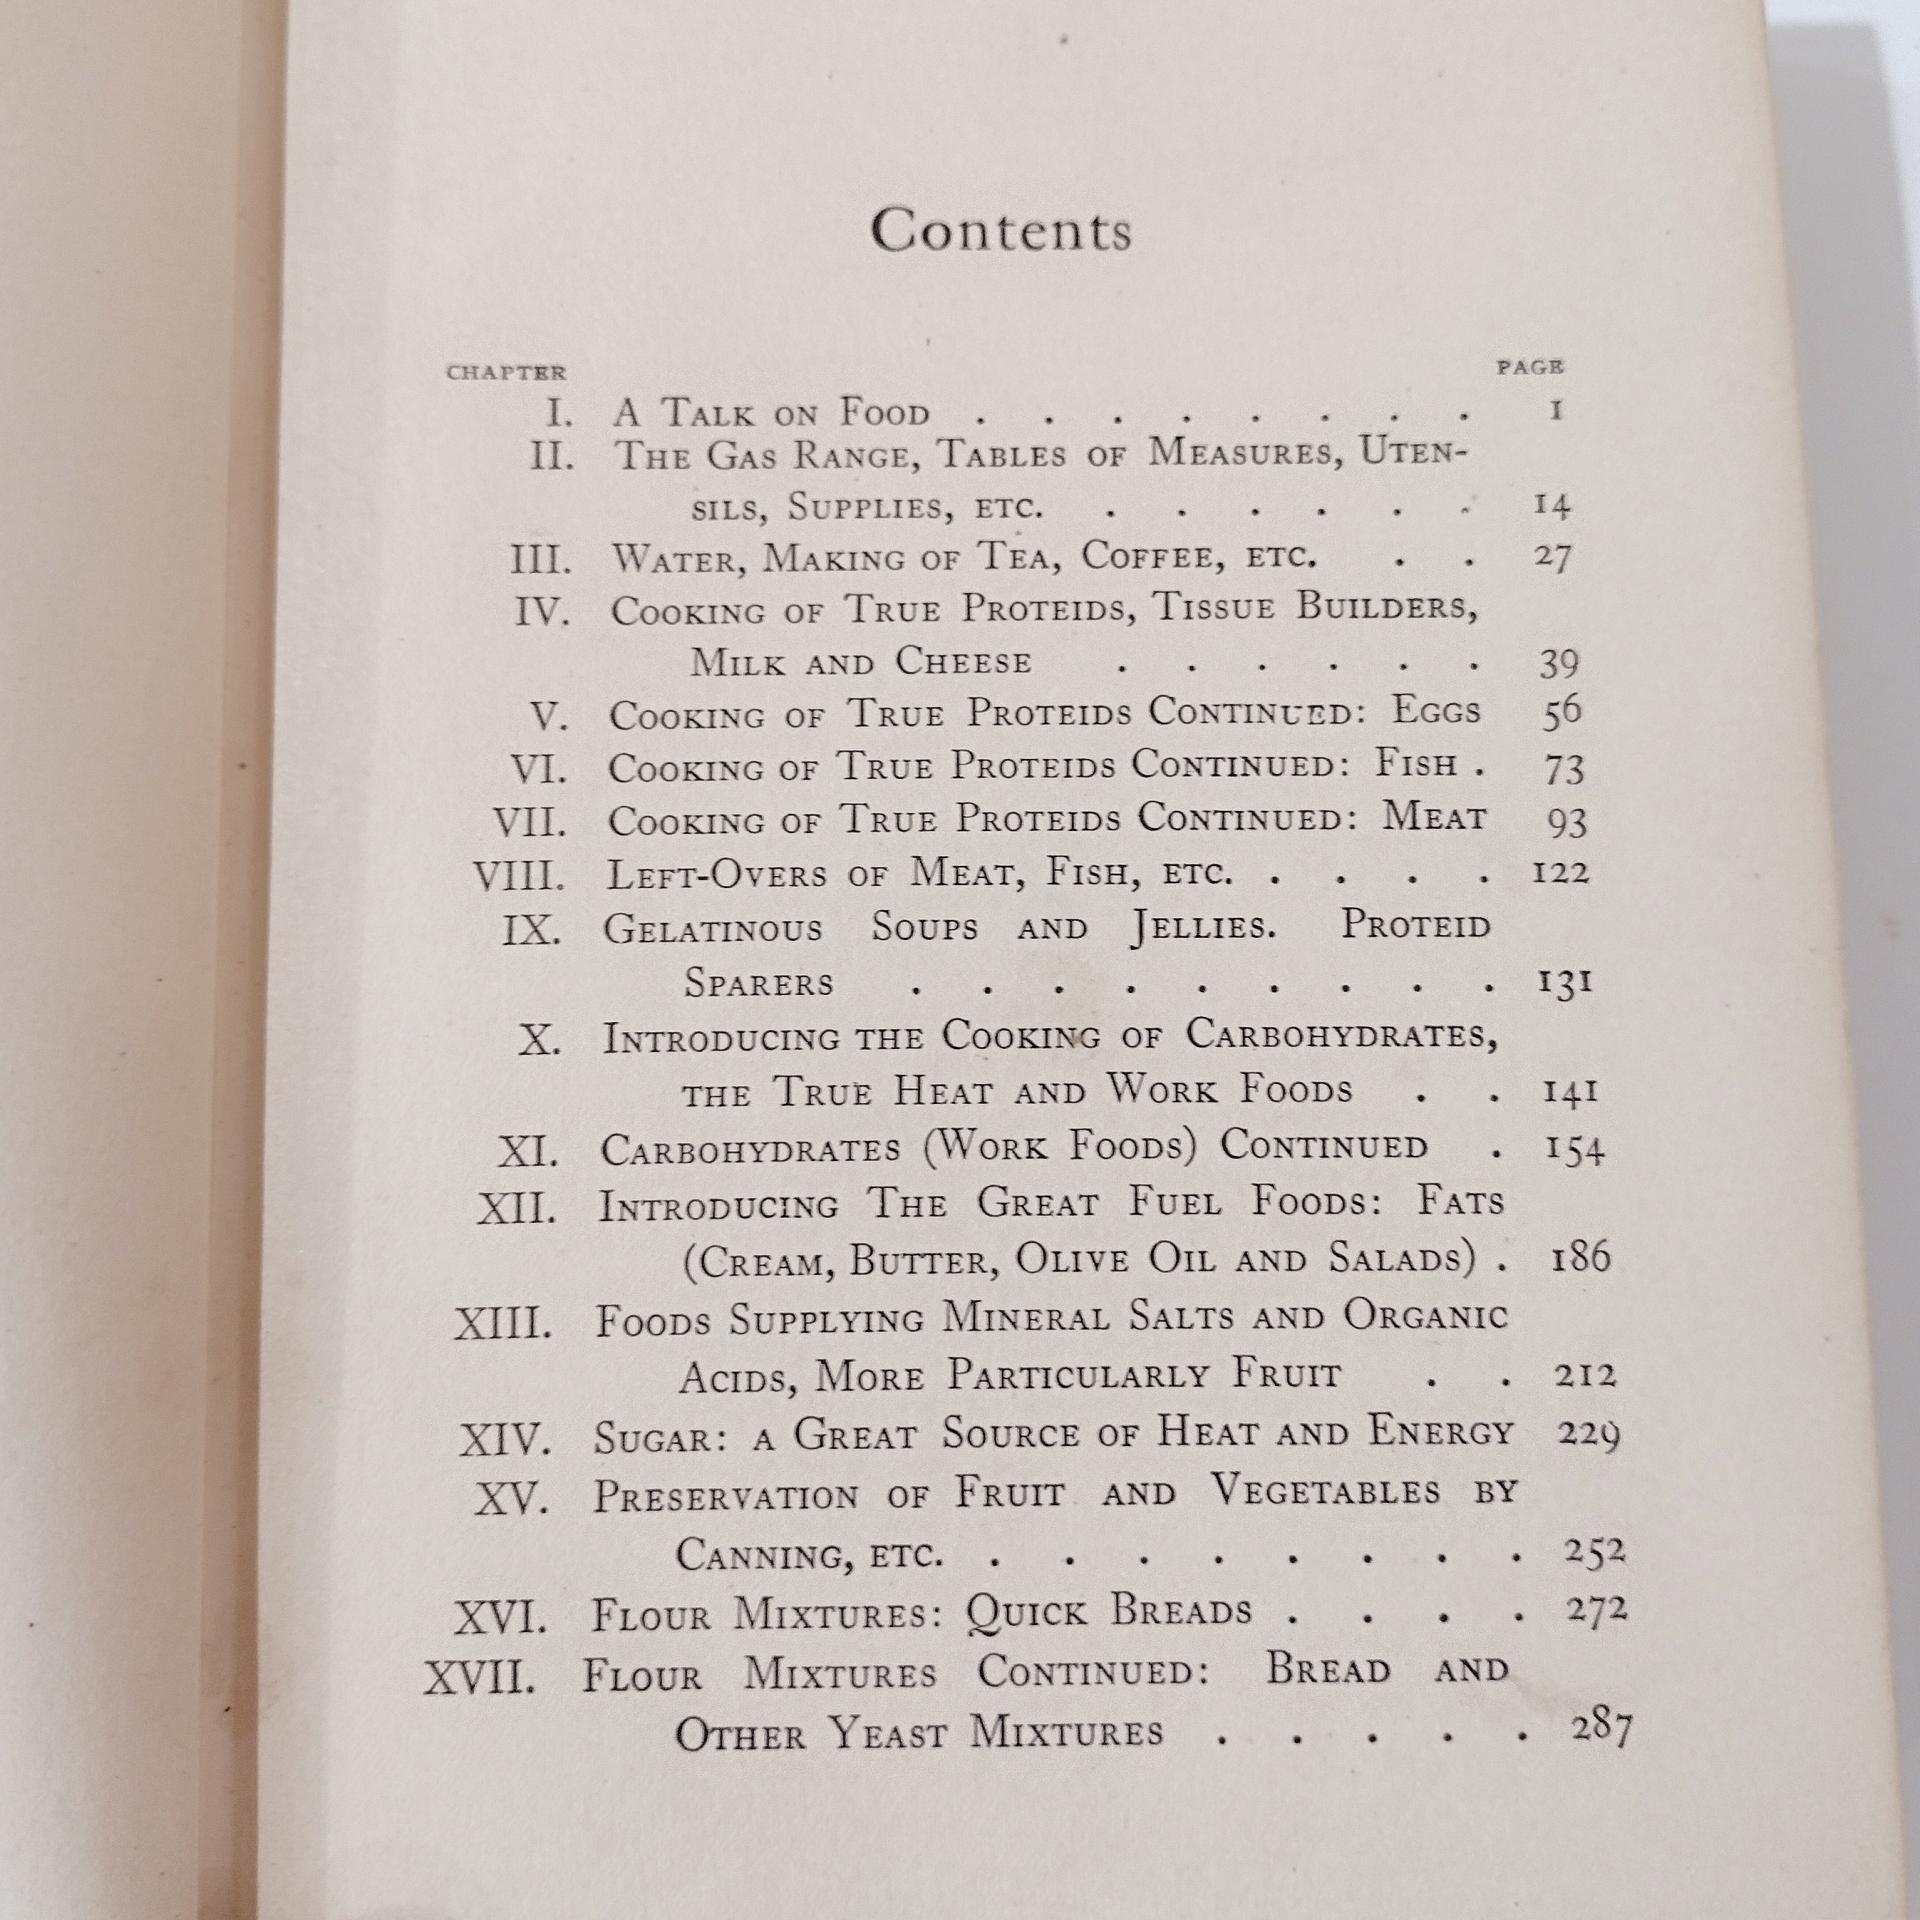 Contents
CHAPTER PAGE
I. A Talk on Food . . . . . . . . 1
II. The Gas Range, Tables of Measures, Uten-
sils, Supplies, etc. . . . . . . 14
III. Water, Making of Tea, Coffee, etc. . . 27
IV. Cooking of True Proteids, Tissue Builders,
Milk and Cheese . . . . . . 39
V. Cooking of True Proteids Continued: Eggs 56
VI. Cooking of True Proteids Continued: Fish . 73
VII. Cooking of True Proteids Continued: Meat 93
VIII. Left-Overs of Meat, Fish, etc. . . . . 122
IX. Gelatinous Soups and Jellies. Proteid
Sparers . . . . . . . . . 131
X. Introducing the Cooking of Carbohydrates,
the True Heat and Work Foods . . 141
XI. Carbohydrates (Work Foods) Continued . 154
XII. Introducing The Great Fuel Foods: Fats
(Cream, Butter, Olive Oil and Salads) . 186
XIII. Foods Supplying Mineral Salts and Organic
Acids, More Particularly Fruit . . 212
XIV. Sugar: a Great Source of Heat and Energy 229
XV. Preservation of Fruit and Vegetables by
Canning, etc. . . . . . . . . 252
XVI. Flour Mixtures: Quick Breads . . . . 272
XVII. Flour Mixtures Continued: Bread and
Other Yeast Mixtures . . . . . 287